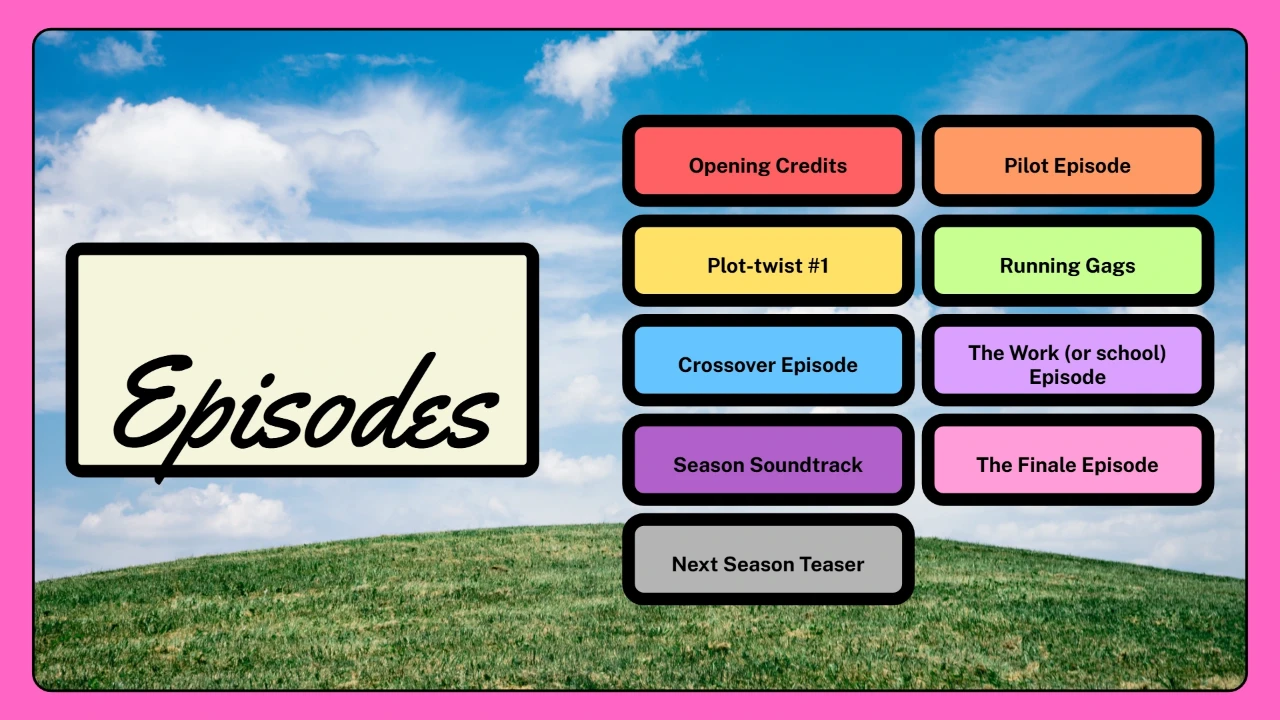 Episodes
Opening Credits
Pilot Episode
Plot-twist #1
Running Gags
Crossover Episode
The Work (or school)
Episode
Season Soundtrack
The Finale Episode
Next Season Teaser